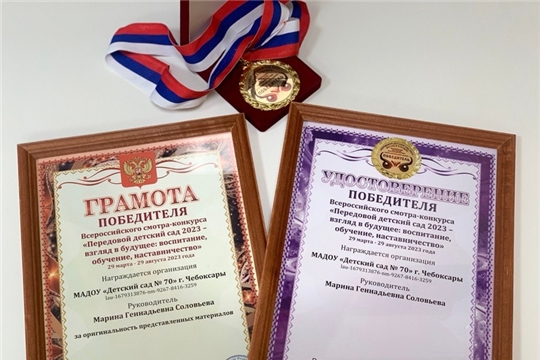 ГРАМОТА
ПОБЕДИТЕЛЯ
Всероссийского смотра-конкурса
«Передовой детский сад 2023 –
взгляд в будущее: воспитание,
обучение, наставничество»
29 марта - 29 августа 2023 года
Награждается организация
МАДОУ «Детский сад № 70» г. Чебоксары
Руководитель
Марина Геннадьевна Соловьева
за оригинальность представленных материалов
ПОБЕДИТЕЛЬ
УДОСТОВЕРЕНИЕ
ПОБЕДИТЕЛЯ
Всероссийского смотра-конкурса
«Передовой детский сад 2023 –
взгляд в будущее: воспитание,
обучение, наставничество»
29 марта - 29 августа 2023 года
Награждается организация
МАДОУ «Детский сад № 70» г. Чебоксары
Руководитель
Марина Геннадьевна Соловьева